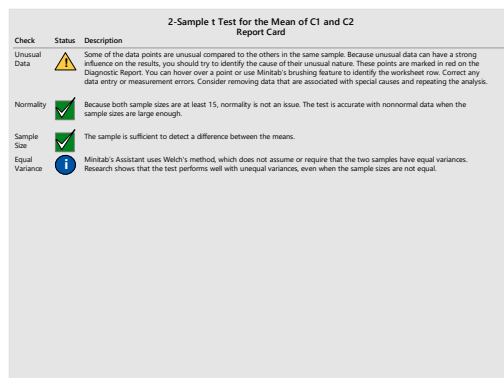 2-Sample t Test for the Mean of C1 and C2
Report Card
Check Status Description
Unusual Data
Some of the data points are unusual compared to the others in the same sample. Because unusual data can have a strong
influence on the results, you should try to identify the cause of their unusual nature. These points are marked in red on the
Diagnostic Report. You can hover over a point or use Minitab's brushing feature to identify the worksheet row. Correct any
data entry or measurement errors. Consider removing data that are associated with special causes and repeating the analysis.
Normality
Because both sample sizes are at least 15, normality is not an issue. The test is accurate with nonnormal data when the
sample sizes are large enough.
Sample Size
The sample is sufficient to detect a difference between the means.
Equal Variance
i
Minitab's Assistant uses Welch's method, which does not assume or require that the two samples have equal variances.
Research shows that the test performs well with unequal variances, even when the sample sizes are not equal.